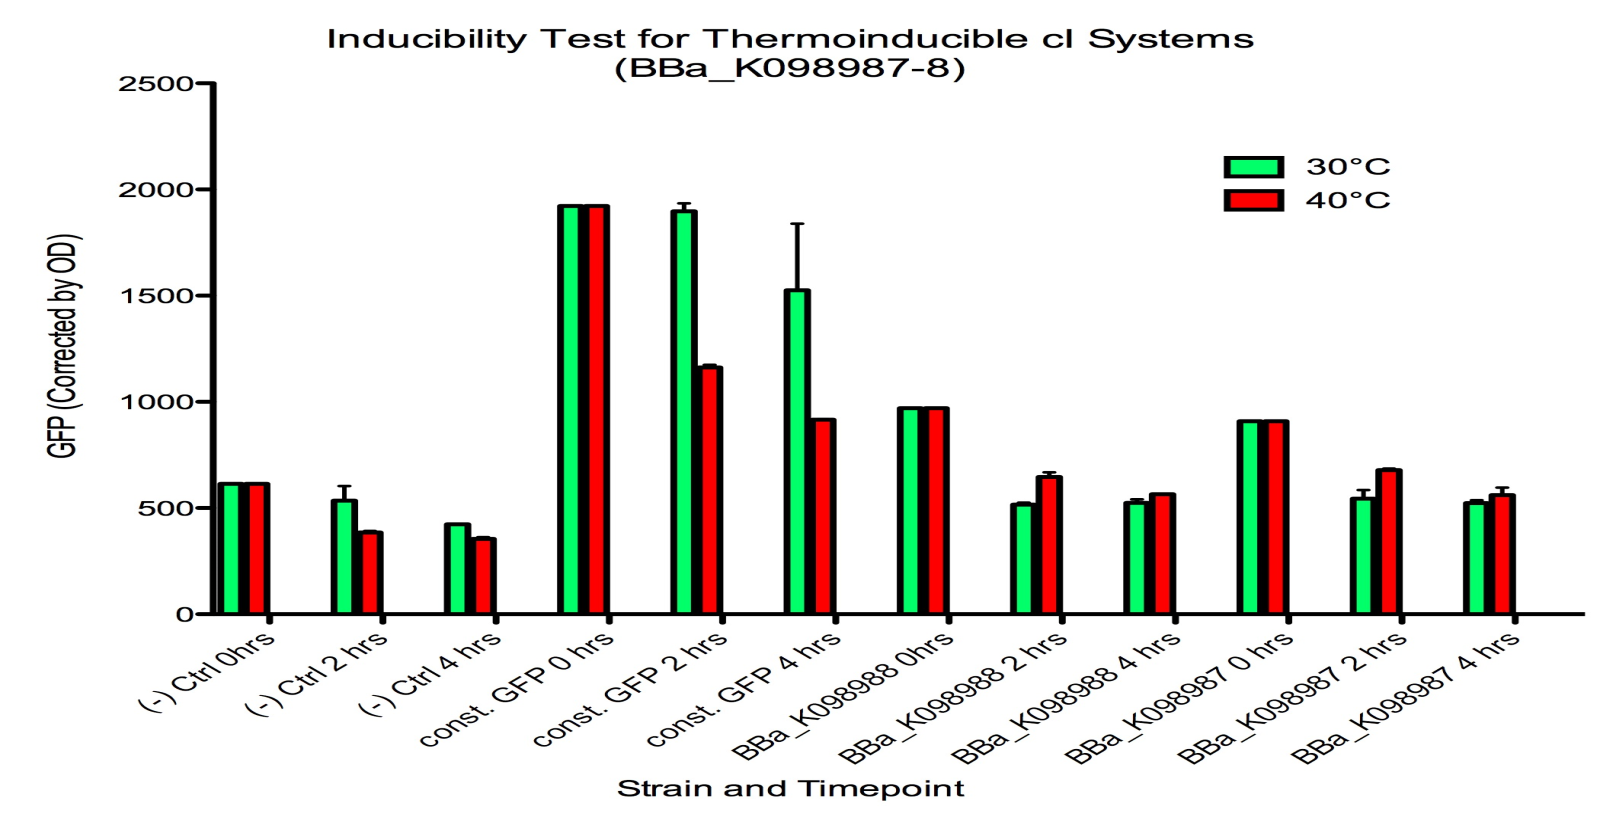 Inducibility Test for Thermoinducible cI Systems
(BBa_K098987-8)
2500
2000
1500
1000
500
0
GFP (Corrected by OD)
30°C
40°C
(-) Ctrl 0hrs
(-) Ctrl 2 hrs
(-) Ctrl 4 hrs
const. GFP 0 hrs
const. GFP 2 hrs
const. GFP 4 hrs
BBa_K098988 0hrs
BBa_K098988 2 hrs
BBa_K098988 4 hrs
BBa_K098987 0 hrs
BBa_K098987 2 hrs
BBa_K098987 4 hrs
Strain and Timepoint